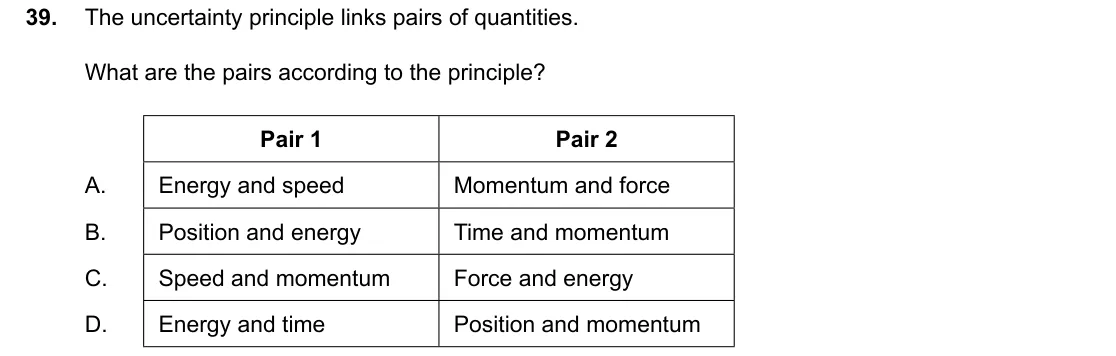 39. The uncertainty principle links pairs of quantities.
What are the pairs according to the principle?
Pair 1 Pair 2
A. Energy and speed Momentum and force
B. Position and energy Time and momentum
C. Speed and momentum Force and energy
D. Energy and time Position and momentum